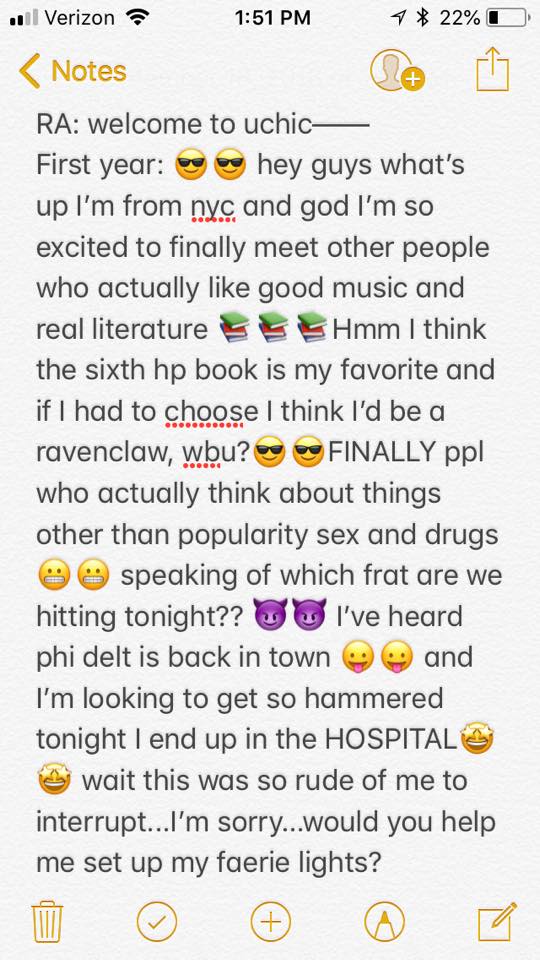 Verizon 1:51 PM 22%
Notes
RA: welcome to uchic——
First year: 😎😎 hey guys what’s
up I’m from nyc and god I’m so
excited to finally meet other people
who actually like good music and
real literature 📚📚📚Hmm I think
the sixth hp book is my favorite and
if I had to choose I think I’d be a
ravenclaw, wbu?😎😎FINALLY ppl
who actually think about things
other than popularity sex and drugs
😬😬 speaking of which frat are we
hitting tonight?? 😈😈 I’ve heard
phi delt is back in town 😛😛 and
I’m looking to get so hammered
tonight I end up in the HOSPITAL🤩
🤩 wait this was so rude of me to
interrupt...I’m sorry...would you help
me set up my faerie lights?